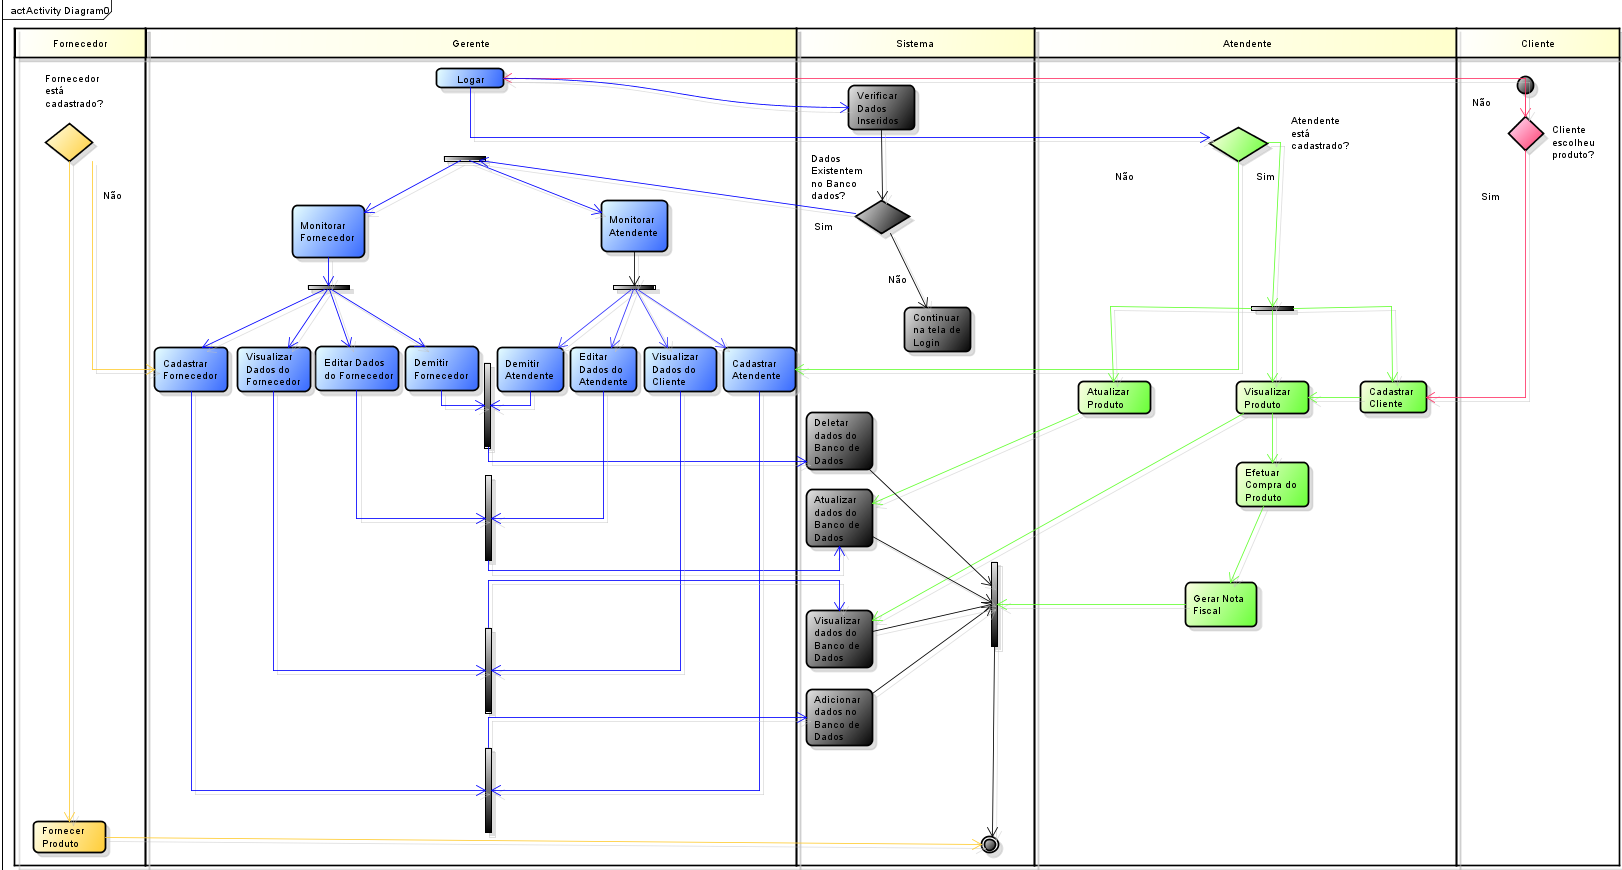 actActivity Diagram0
Fornecedor
Gerente
Sistema
Atendente
Cliente
Fornecedor
está
cadastrado?
Não
Fornecer
Produto
Logar
Monitorar
Fornecedor
Monitorar
Atendente
Cadastrar
Fornecedor
Visualizar
Dados do
Fornecedor
Editar Dados
do Fornecedor
Demitir
Fornecedor
Demitir
Atendente
Editar
Dados do
Atendente
Visualizar
Dados do
Cliente
Cadastrar
Atendente
Verificar
Dados
Inseridos
Dados
Existentem
no Banco
dados?
Sim
Não
Continuar
na tela de
Login
Deletar
dados do
Banco de
Dados
Atualizar
dados do
Banco de
Dados
Visualizar
dados do
Banco de
Dados
Adicionar
dados no
Banco de
Dados
Atendente
está
cadastrado?
Não
Sim
Atualizar
Produto
Visualizar
Produto
Cadastrar
Cliente
Efetuar
Compra do
Produto
Gerar Nota
Fiscal
Não
Cliente
escolheu
produto?
Sim